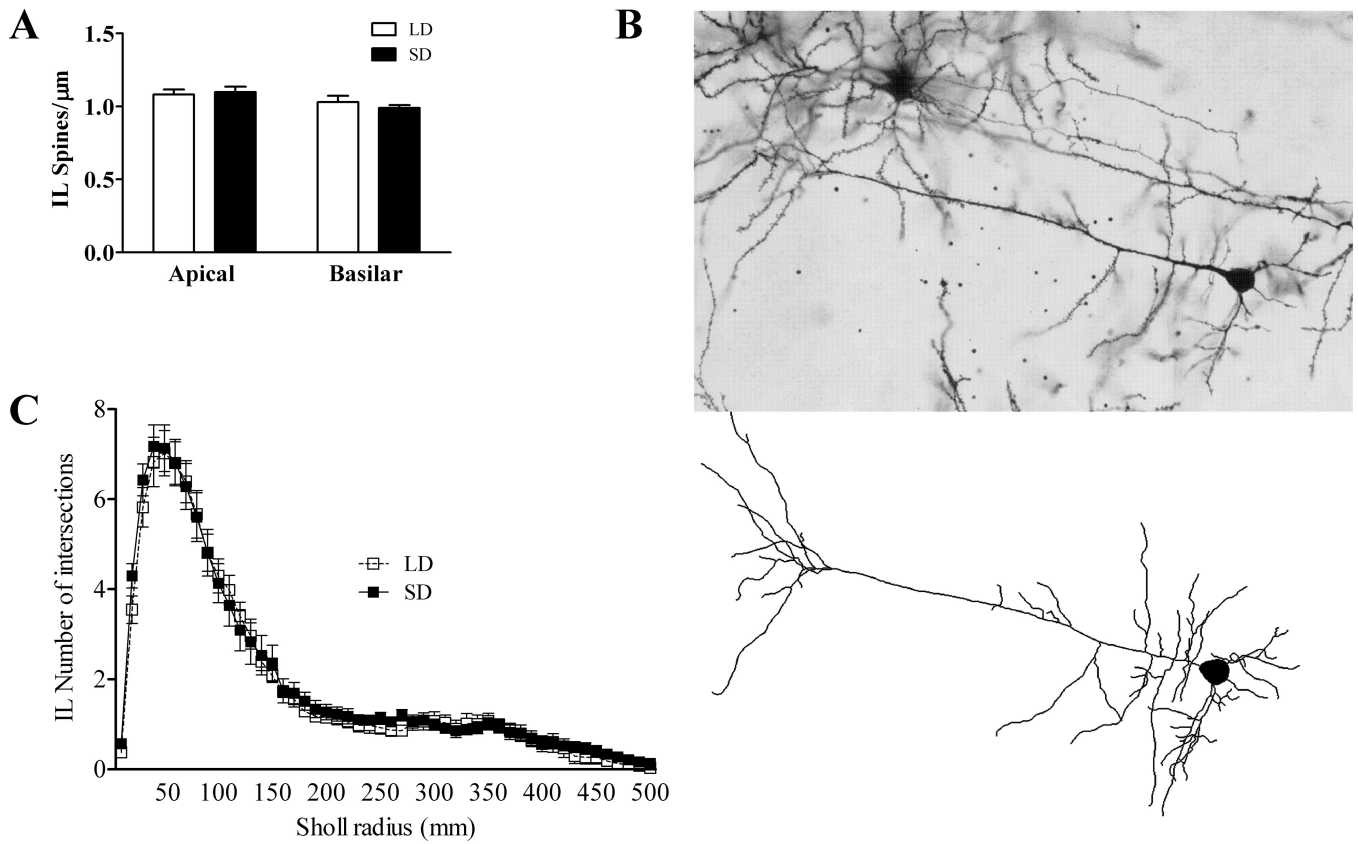 A
IL Spines/μm
1.5
1.0
0.5
0.0
LD
SD
Apical Basilar
B
C
IL Number of intersections
8
6
4
2
0
LD
SD
50 100 150 200 250 300 350 400 450 500
Sholl radius (mm)